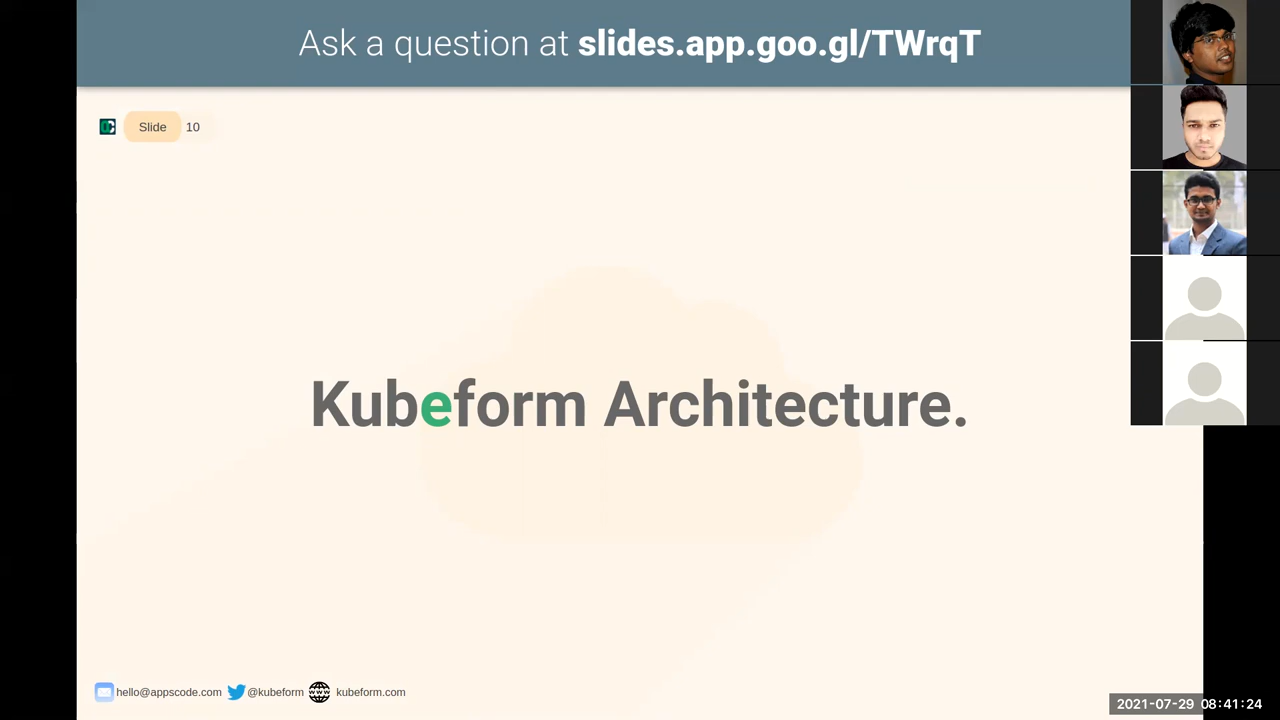 Ask a question at slides.app.goo.gl/TWrqT
Slide 10
Kubeform Architecture.
hello@appscode.com @kubeform kubeform.com
2021-07-29 08:41:24